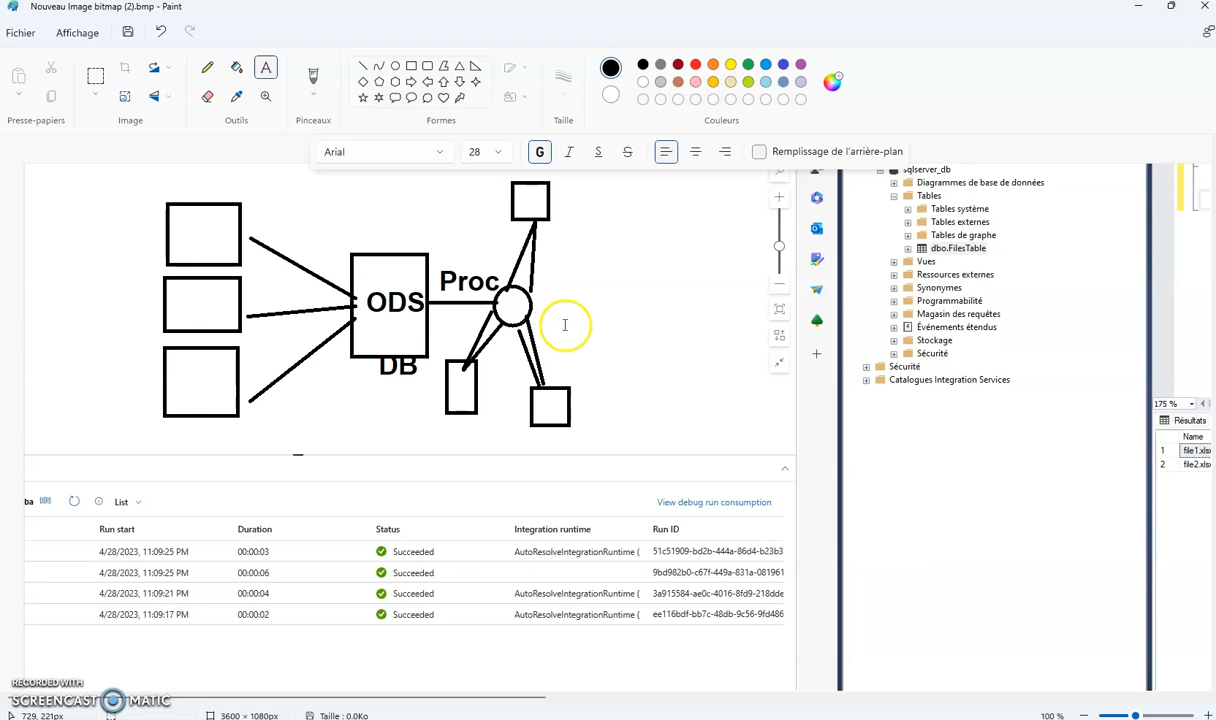 Nouveau Image bitmap (2).bmp - Paint
Fichier
Affichage
Presse-papiers
Image
Outils
Pinceaux
Formes
Taille
Couleurs
Arial
28
G
Remplissage de l'arrière-plan
sqlserver_db
Diagrammes de base de données
Tables
Tables système
Tables externes
Tables de graphe
dbo.FilesTable
Vues
Ressources externes
Synonymes
Programmabilité
Magasin des requêtes
Événements étendus
Stockage
Sécurité
Sécurité
Catalogues Integration Services
Proc
ODS
DB
175 %
Résultats
Name
1 file1.xlsx
2 file2.xlsx
ba
List
View debug run consumption
Run start Duration Status Integration runtime Run ID
4/28/2023, 11:09:25 PM 00:00:03 Succeeded AutoResolveIntegrationRuntime ( 51c51909-bd2b-444a-86d4-b23b3
4/28/2023, 11:09:25 PM 00:00:06 Succeeded 9bd982b0-c67f-449a-831a-081961
4/28/2023, 11:09:21 PM 00:00:04 Succeeded AutoResolveIntegrationRuntime ( 3a915584-ae0c-4016-8fd9-218dde
4/28/2023, 11:09:17 PM 00:00:02 Succeeded AutoResolveIntegrationRuntime ( ee116bdf-bb7c-48db-9c56-9fd486
RECORDED WITH
SCREENCAST MATIC
729, 221px
3600 × 1080px
Taille : 0.0Ko
100 %